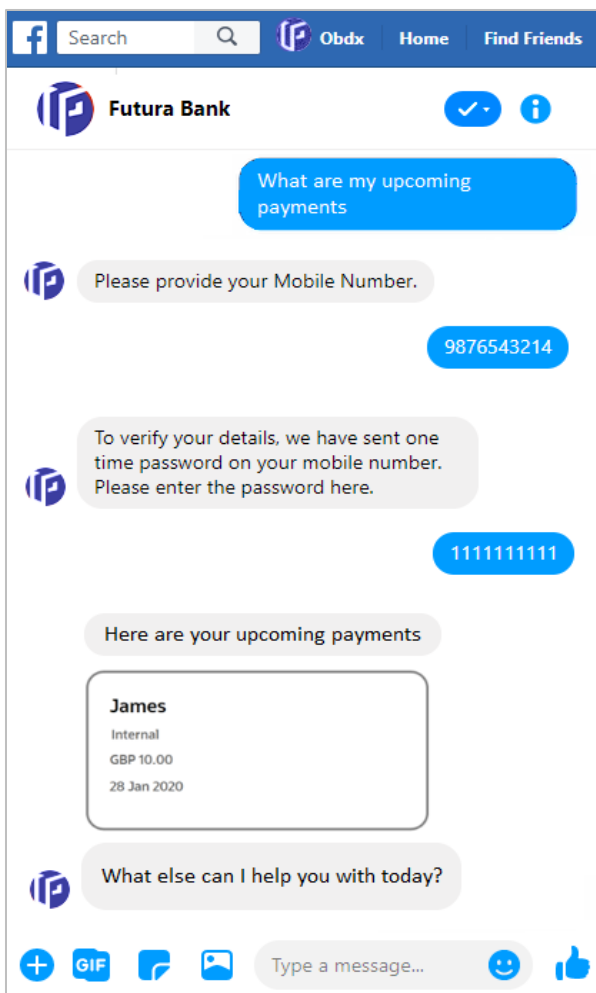 f Search Obdx Home Find Friends
Futura Bank
What are my upcoming
payments
Please provide your Mobile Number.
9876543214
To verify your details, we have sent one
time password on your mobile number.
Please enter the password here.
1111111111
Here are your upcoming payments
James
Internal
GBP 10.00
28 Jan 2020
What else can I help you with today?
GIF Type a message...